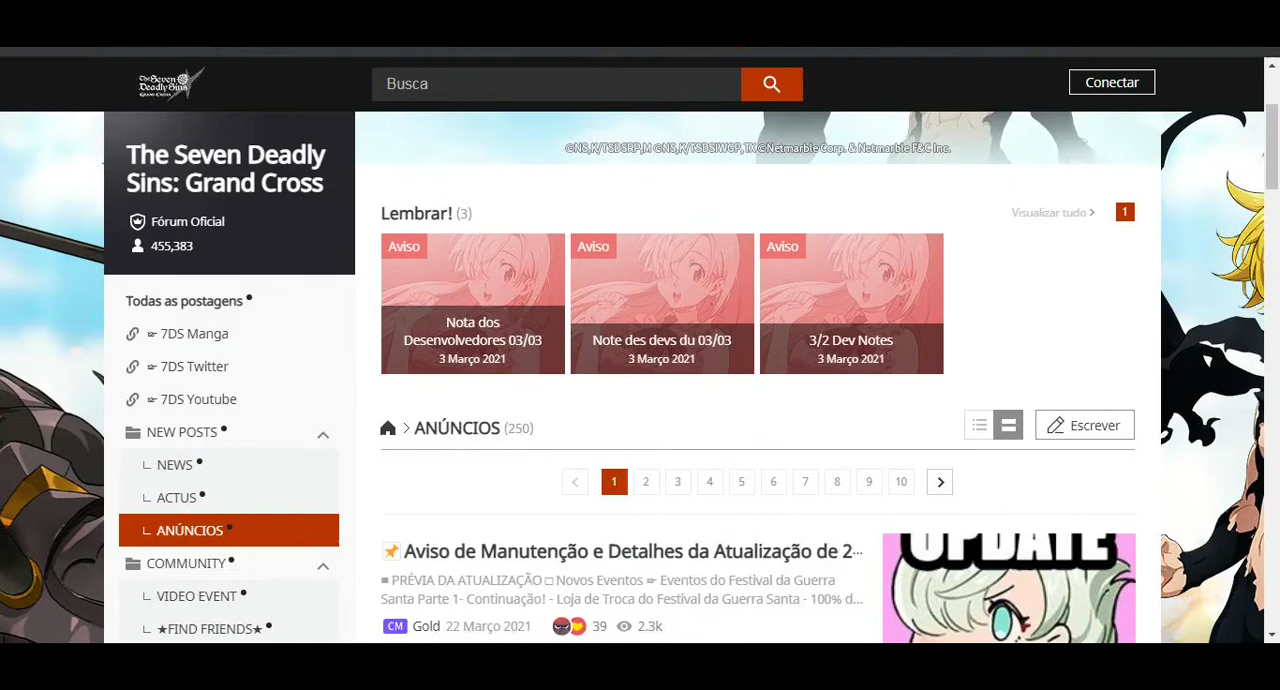 The Seven
Deadly Sins
GRAND CROSS
Busca
Conectar
The Seven Deadly
Sins: Grand Cross
Fórum Oficial
455,383
Todas as postagens
☞ 7DS Manga
☞ 7DS Twitter
☞ 7DS Youtube
NEW POSTS
NEWS
ACTUS
ANÚNCIOS
COMMUNITY
VIDEO EVENT
★FIND FRIENDS★
©NS,K/TSDSRP,M ©NS,K/TSDSIWGP,TX ©Netmarble Corp. & Netmarble F&C Inc.
Lembrar! (3)
Visualizar tudo >
1
Aviso
Nota dos
Desenvolvedores 03/03
3 Março 2021
Aviso
Note des devs du 03/03
3 Março 2021
Aviso
3/2 Dev Notes
3 Março 2021
> ANÚNCIOS (250)
Escrever
< 1 2 3 4 5 6 7 8 9 10 >
Aviso de Manutenção e Detalhes da Atualização de 2...
■ PRÉVIA DA ATUALIZAÇÃO □ Novos Eventos ☞ Eventos do Festival da Guerra
Santa Parte 1- Continuação! - Loja de Troca do Festival da Guerra Santa - 100% d...
CM Gold 22 Março 2021 39 2.3k
UPDATE